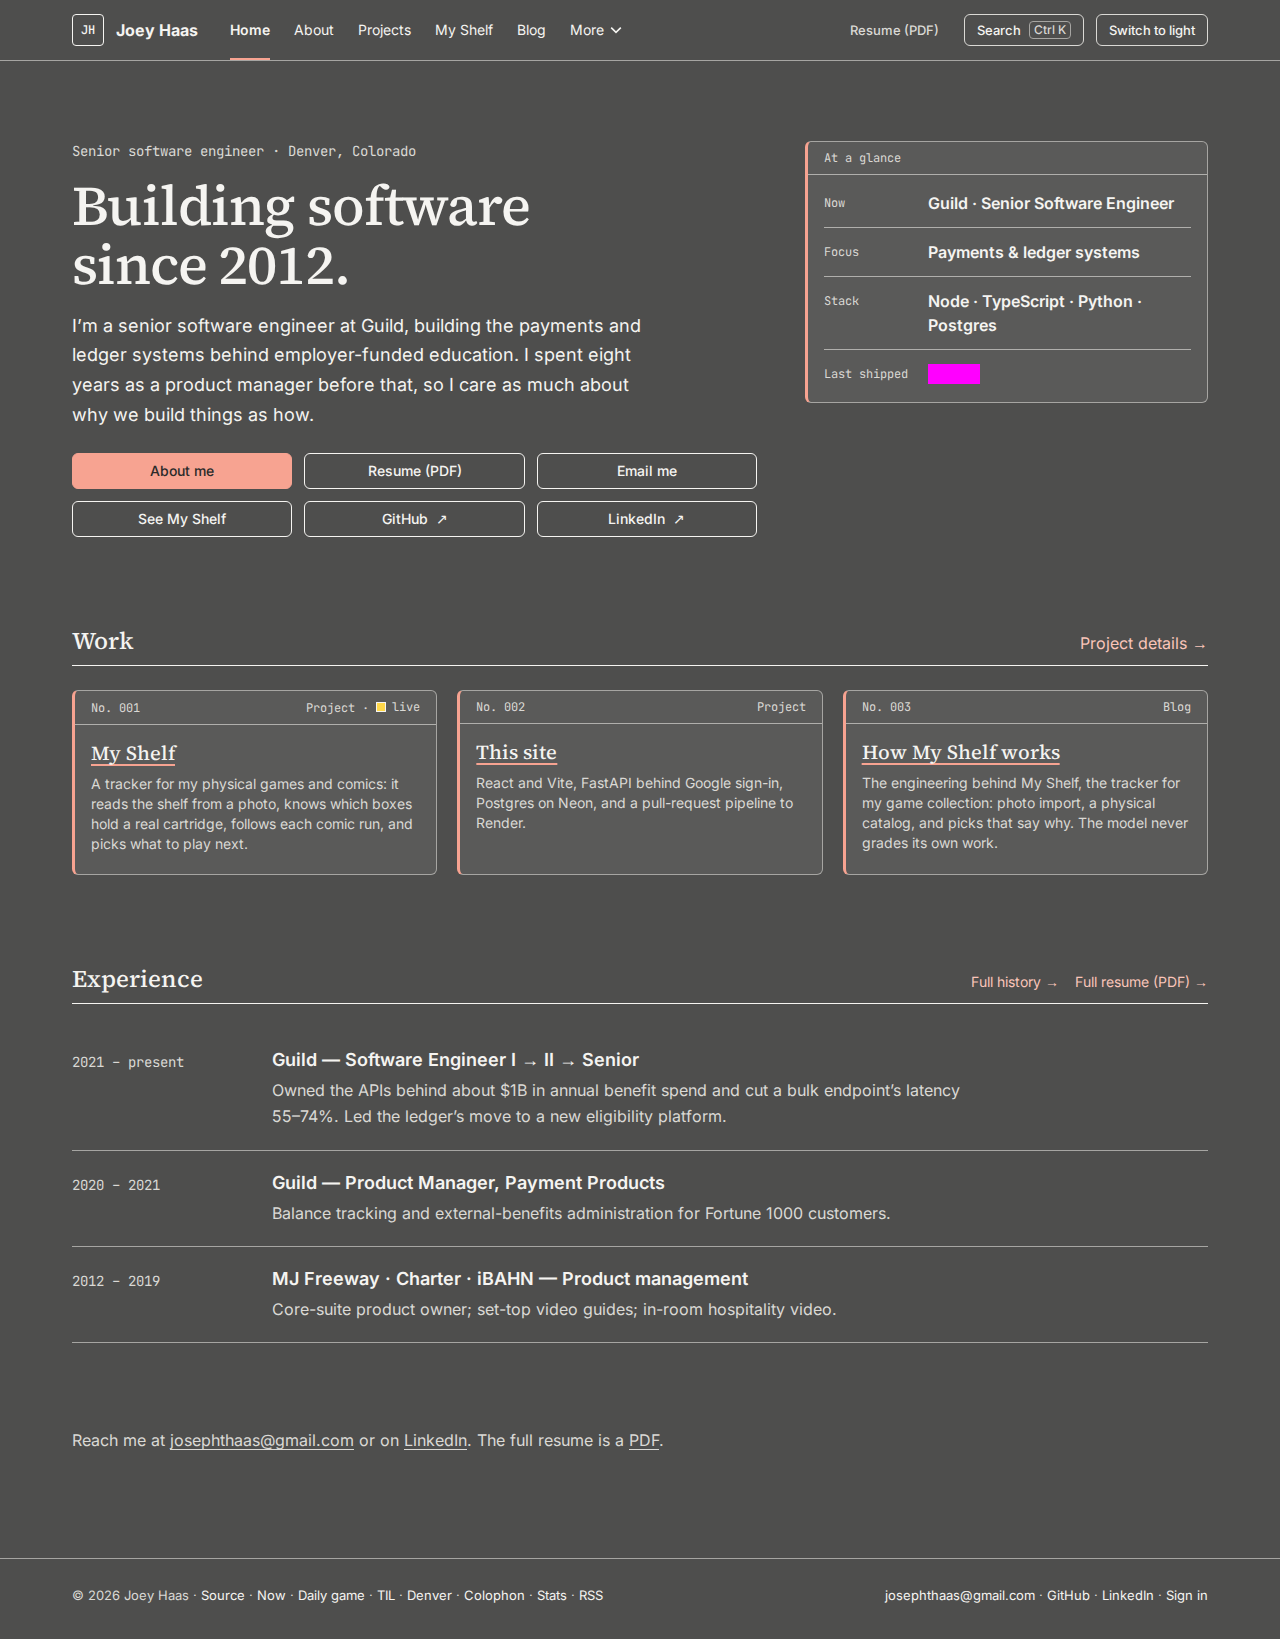 JH Joey Haas Home About Projects My Shelf Blog More Resume (PDF) Search Ctrl K Switch to light
Senior software engineer · Denver, Colorado
Building software
since 2012.
I’m a senior software engineer at Guild, building the payments and
ledger systems behind employer-funded education. I spent eight
years as a product manager before that, so I care as much about
why we build things as how.
About me Resume (PDF) Email me
See My Shelf GitHub ↗ LinkedIn ↗
At a glance
Now Guild · Senior Software Engineer
Focus Payments & ledger systems
Stack Node · TypeScript · Python ·
Postgres
Last shipped
Work Project details →
No. 001 Project · live
My Shelf
A tracker for my physical games and comics: it
reads the shelf from a photo, knows which boxes
hold a real cartridge, follows each comic run, and
picks what to play next.
No. 002 Project
This site
React and Vite, FastAPI behind Google sign-in,
Postgres on Neon, and a pull-request pipeline to
Render.
No. 003 Blog
How My Shelf works
The engineering behind My Shelf, the tracker for
my game collection: photo import, a physical
catalog, and picks that say why. The model never
grades its own work.
Experience Full history → Full resume (PDF) →
2021 – present Guild — Software Engineer I → II → Senior
Owned the APIs behind about $1B in annual benefit spend and cut a bulk endpoint’s latency
55–74%. Led the ledger’s move to a new eligibility platform.
2020 – 2021 Guild — Product Manager, Payment Products
Balance tracking and external-benefits administration for Fortune 1000 customers.
2012 – 2019 MJ Freeway · Charter · iBAHN — Product management
Core-suite product owner; set-top video guides; in-room hospitality video.
Reach me at josephthaas@gmail.com or on LinkedIn. The full resume is a PDF.
© 2026 Joey Haas · Source · Now · Daily game · TIL · Denver · Colophon · Stats · RSS josephthaas@gmail.com · GitHub · LinkedIn · Sign in